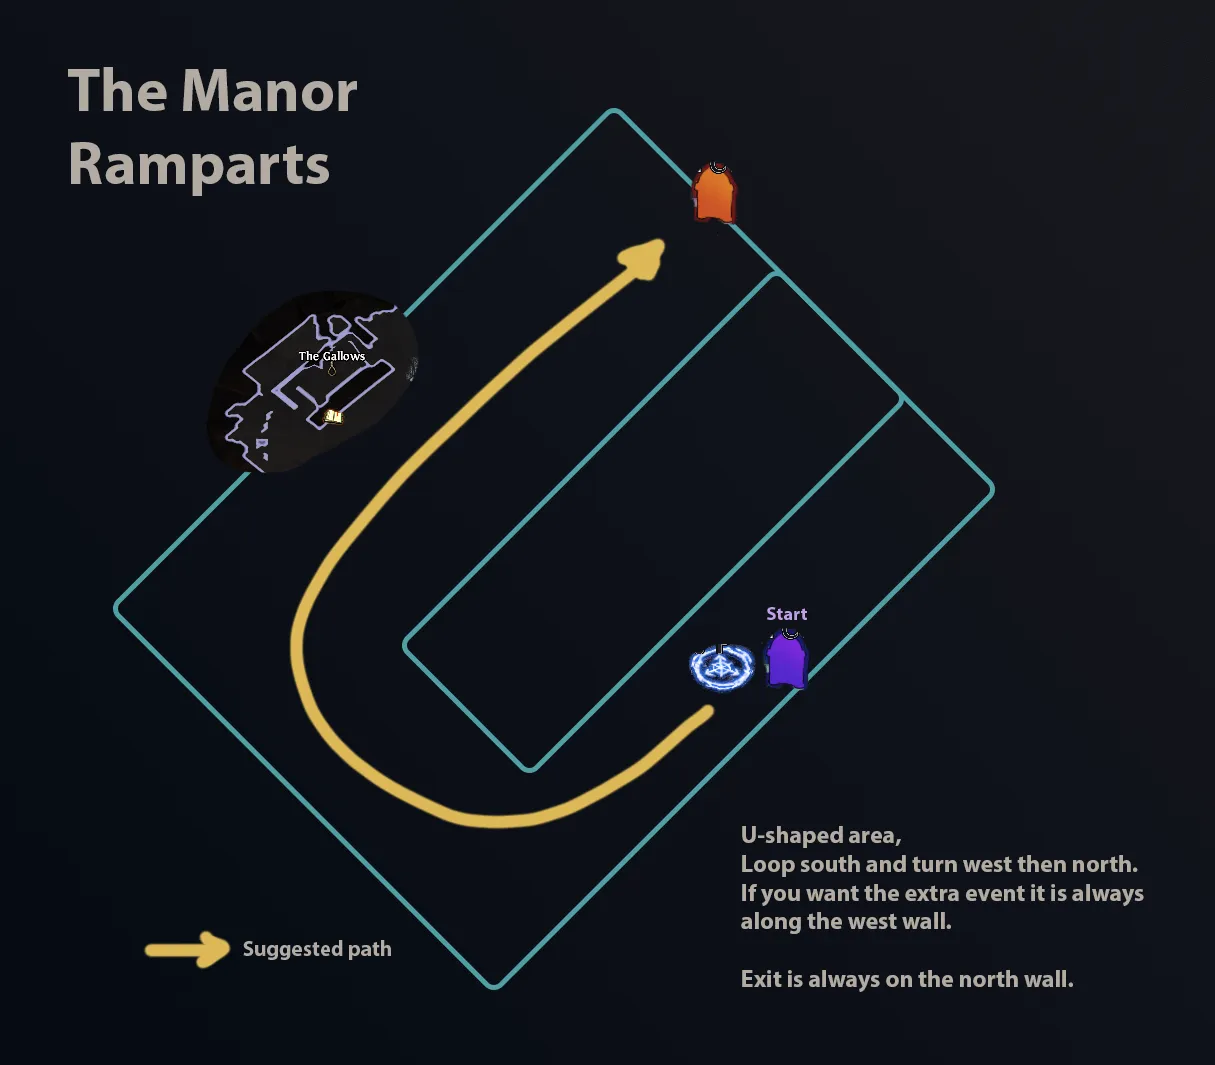 The Manor
Ramparts
The Gallows
Start
U-shaped area,
Loop south and turn west then north.
If you want the extra event it is always
along the west wall.
Exit is always on the north wall.
Suggested path